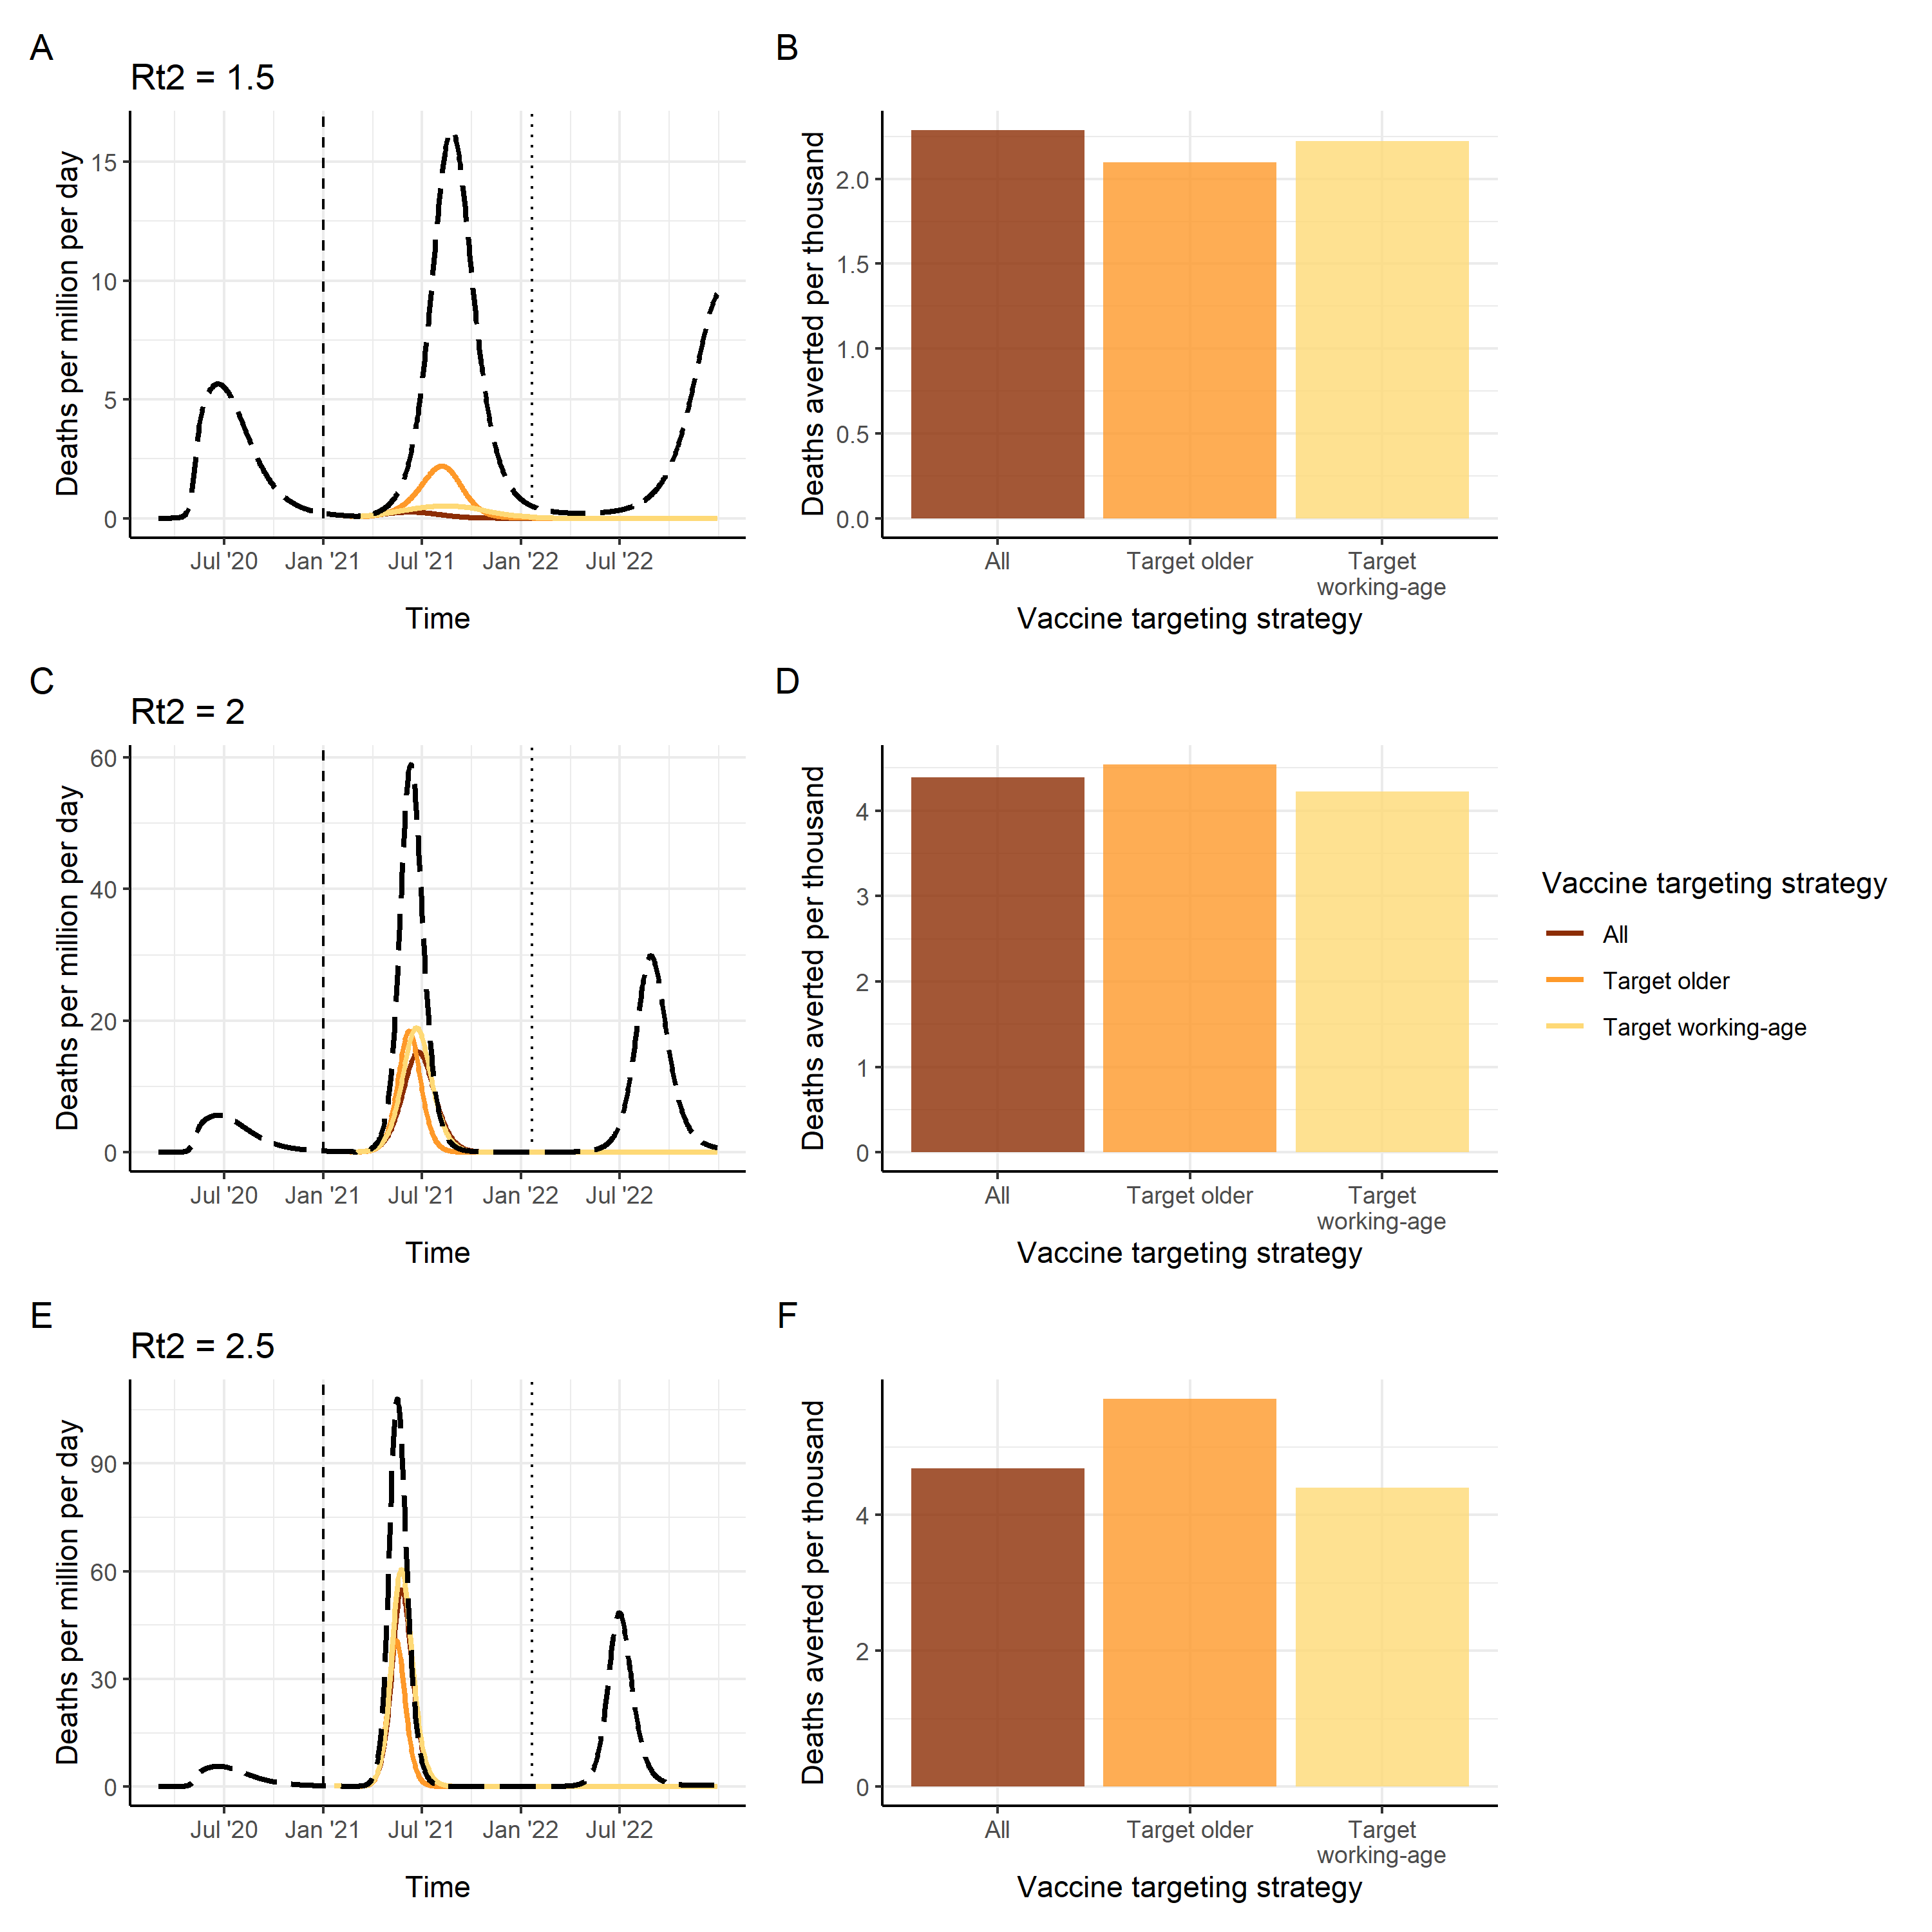 A
Rt2 = 1.5
Deaths per million per day
15
10
5
0
Jul '20
Jan '21
Jul '21
Jan '22
Jul '22
Time
B
Deaths averted per thousand
2.0
1.5
1.0
0.5
0.0
All
Target older
Target
working-age
Vaccine targeting strategy
C
Rt2 = 2
Deaths per million per day
60
40
20
0
Jul '20
Jan '21
Jul '21
Jan '22
Jul '22
Time
D
Deaths averted per thousand
4
3
2
1
0
All
Target older
Target
working-age
Vaccine targeting strategy
Vaccine targeting strategy
All
Target older
Target working-age
E
Rt2 = 2.5
Deaths per million per day
90
60
30
0
Jul '20
Jan '21
Jul '21
Jan '22
Jul '22
Time
F
Deaths averted per thousand
4
2
0
All
Target older
Target
working-age
Vaccine targeting strategy